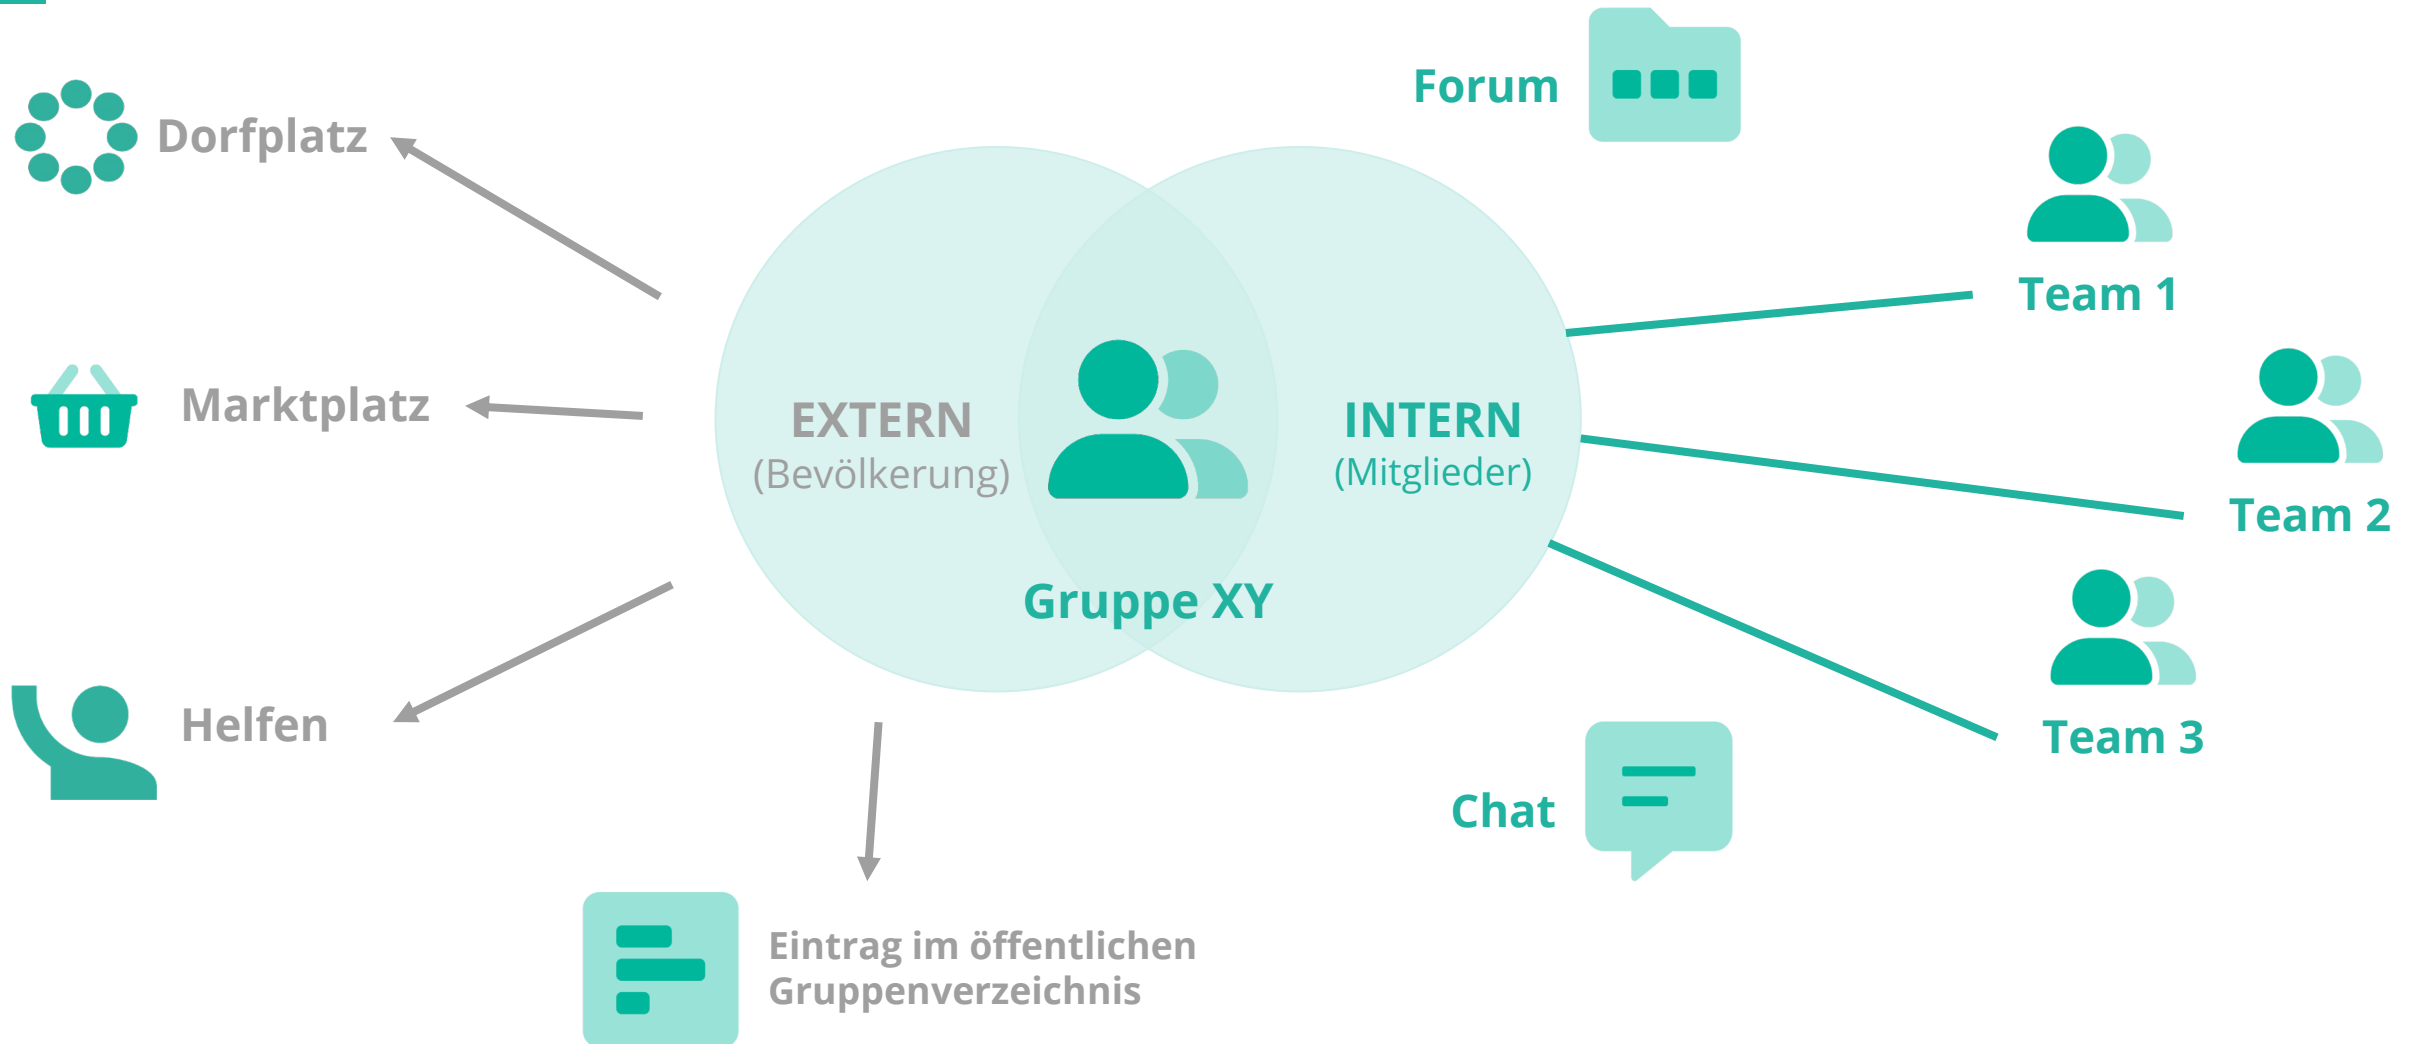 Forum
Dorfplatz
Team 1
Marktplatz
EXTERN
(Bevölkerung)
INTERN
(Mitglieder)
Team 2
Gruppe XY
Helfen
Team 3
Chat
Eintrag im öffentlichen
Gruppenverzeichnis